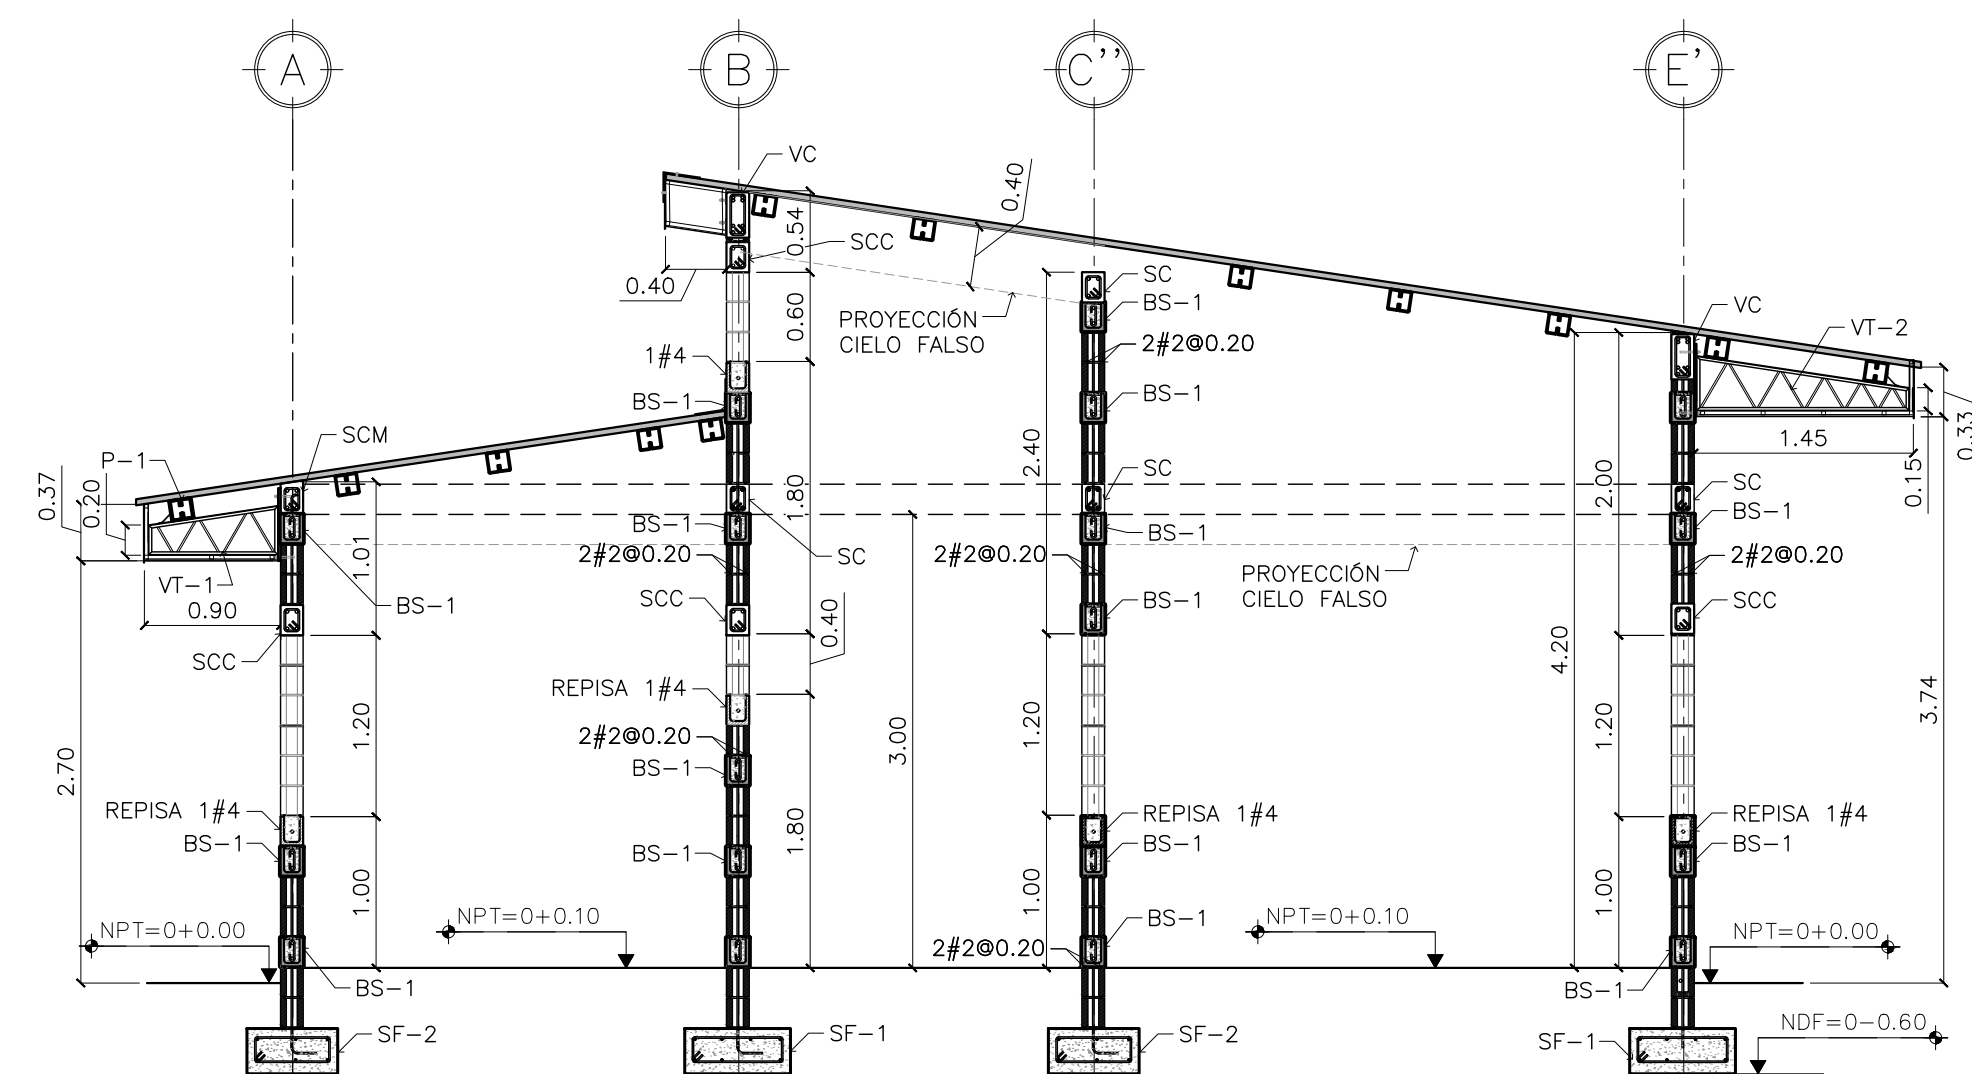 A
B
C''
E'
VC
0.40
0.54
SCC
0.40
SC
PROYECCIÓN
CIELO FALSO
BS-1
0.60
VC
VT-2
2#2@0.20
1#4
BS-1
BS-1
SCM
P-1
2.40
1.45
0.33
0.37
0.20
1.80
SC
2.00
0.15
SC
BS-1
BS-1
BS-1
1.01
2#2@0.20
SC
2#2@0.20
2#2@0.20
PROYECCIÓN
CIELO FALSO
VT-1
0.90
BS-1
SCC
BS-1
SCC
0.40
4.20
SCC
REPISA 1#4
3.74
1.20
1.20
1.20
2#2@0.20
3.00
2.70
BS-1
REPISA 1#4
REPISA 1#4
REPISA 1#4
1.80
BS-1
BS-1
BS-1
BS-1
1.00
1.00
1.00
NPT=0+0.00
NPT=0+0.10
BS-1
NPT=0+0.10
NPT=0+0.00
2#2@0.20
BS-1
BS-1
NDF=0-0.60
SF-2
SF-1
SF-2
SF-1